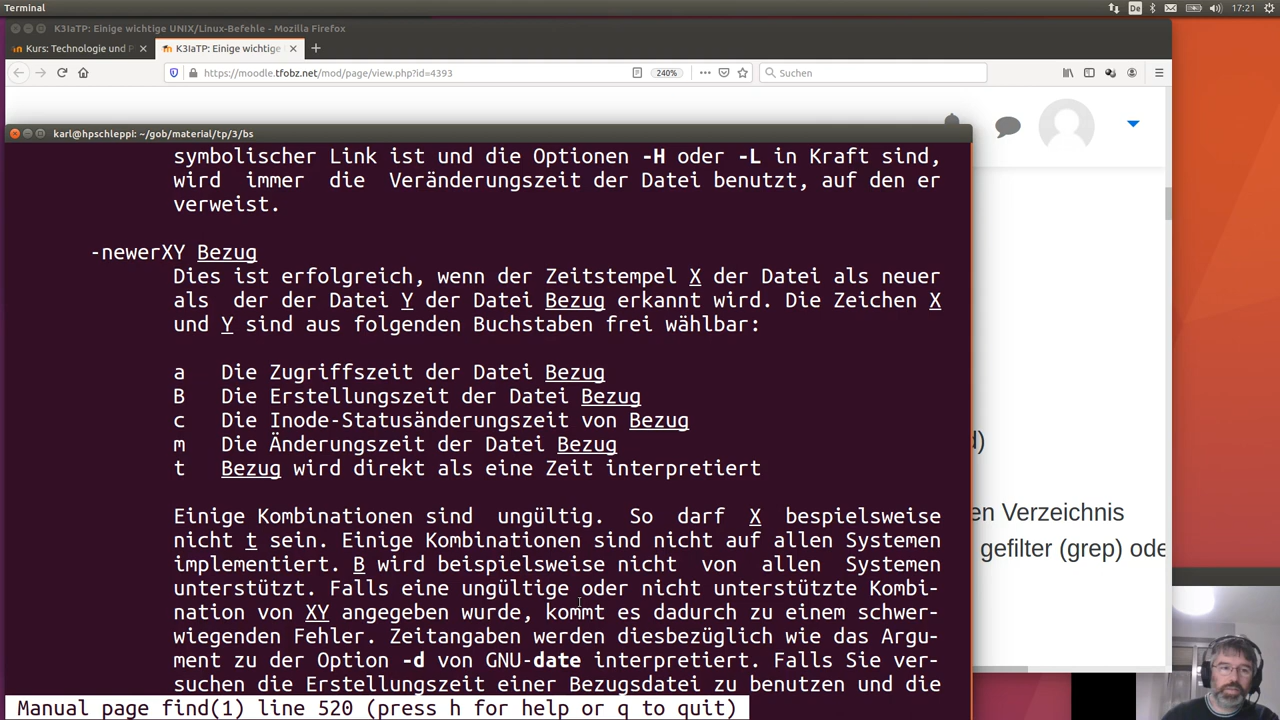 Terminal
De
17:21
K3IaTP: Einige wichtige UNIX/Linux-Befehle - Mozilla Firefox
Kurs: Technologie und P
K3IaTP: Einige wichtige
https://moodle.tfobz.net/mod/page/view.php?id=4393
240%
Suchen
karl@hpschleppi: ~/gob/material/tp/3/bs
symbolischer Link ist und die Optionen -H oder -L in Kraft sind,
wird immer die Veränderungszeit der Datei benutzt, auf den er
verweist.
-newerXY Bezug
Dies ist erfolgreich, wenn der Zeitstempel X der Datei als neuer
als der der Datei Y der Datei Bezug erkannt wird. Die Zeichen X
und Y sind aus folgenden Buchstaben frei wählbar:
a Die Zugriffszeit der Datei Bezug
B Die Erstellungszeit der Datei Bezug
c Die Inode-Statusänderungszeit von Bezug
m Die Änderungszeit der Datei Bezug
t Bezug wird direkt als eine Zeit interpretiert
Einige Kombinationen sind ungültig. So darf X bespielsweise
nicht t sein. Einige Kombinationen sind nicht auf allen Systemen
implementiert. B wird beispielsweise nicht von allen Systemen
unterstützt. Falls eine ungültige oder nicht unterstützte Kombi-
nation von XY angegeben wurde, kommt es dadurch zu einem schwer-
wiegenden Fehler. Zeitangaben werden diesbezüglich wie das Argu-
ment zu der Option -d von GNU-date interpretiert. Falls Sie ver-
suchen die Erstellungszeit einer Bezugsdatei zu benutzen und die
Manual page find(1) line 520 (press h for help or q to quit)
d)
en Verzeichnis
gefilter (grep) ode